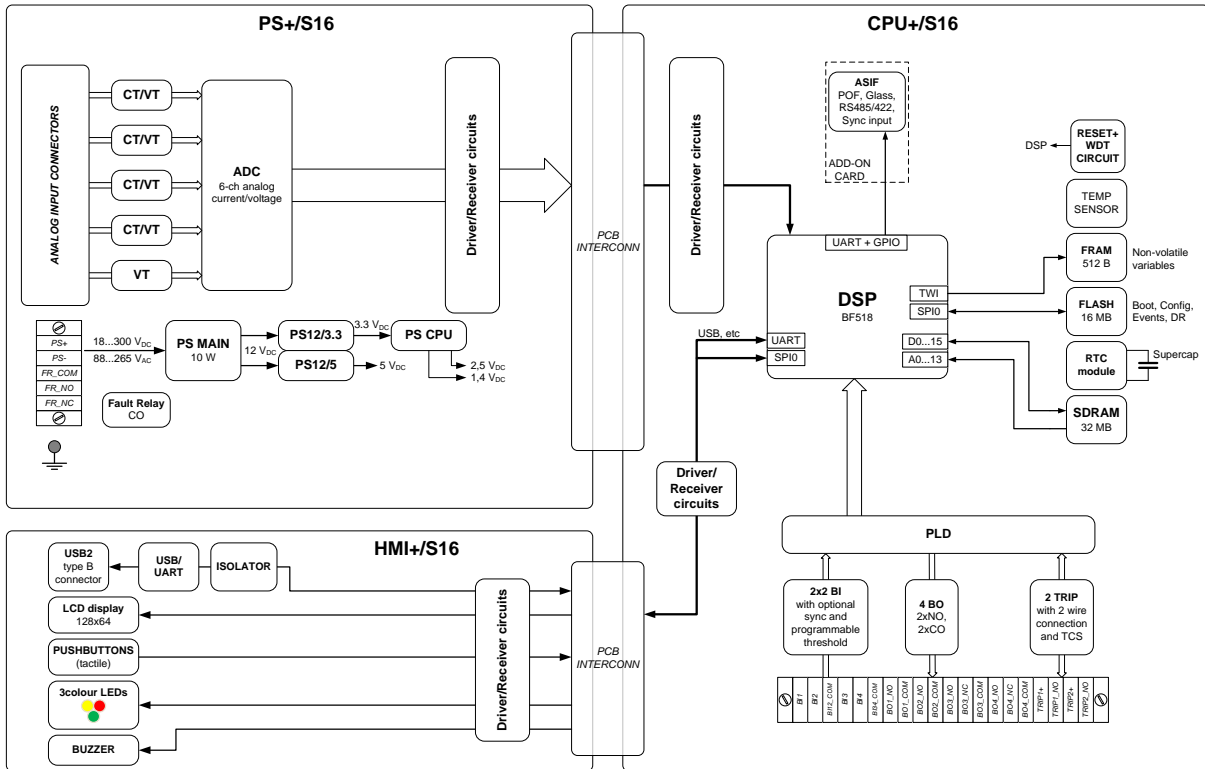 PS+/S16
ANALOG INPUT CONNECTORS
CT/VT
CT/VT
CT/VT
CT/VT
VT
ADC
6-ch analog
current/voltage
Driver/Receiver circuits
PCB
INTERCONN
PS+
PS-
FR_COM
FR_NO
FR_NC
18...300 VDC
88...265 VAC
PS MAIN
10 W
12 VDC
PS12/3.3
PS12/5
3.3 VDC
5 VDC
PS CPU
2,5 VDC
1,4 VDC
Fault Relay
CO
CPU+/S16
Driver/Receiver circuits
ASIF
POF, Glass,
RS485/422,
Sync input
ADD-ON
CARD
DSP
RESET+
WDT
CIRCUIT
TEMP
SENSOR
UART + GPIO
DSP
BF518
TWI
SPI0
D0...15
A0...13
UART
SPI0
USB, etc
FRAM
512 B
Non-volatile
variables
FLASH
16 MB
Boot, Config,
Events, DR
RTC
module
Supercap
SDRAM
32 MB
Driver/
Receiver
circuits
PLD
2x2 BI
with optional
sync and
programmable
threshold
4 BO
2xNO,
2xCO
2 TRIP
with 2 wire
connection
and TCS
BI1
BI2
BI12_COM
BI3
BI4
BI34_COM
BO1_NO
BO1_COM
BO2_NO
BO2_COM
BO3_NO
BO3_NC
BO3_COM
BO4_NO
BO4_NC
BO4_COM
TRIP1+
TRIP1_NO
TRIP2+
TRIP2_NO
HMI+/S16
USB2
type B
connector
USB/
UART
ISOLATOR
LCD display
128x64
PUSHBUTTONS
(tactile)
3colour LEDs
BUZZER
Driver/Receiver circuits
PCB
INTERCONN